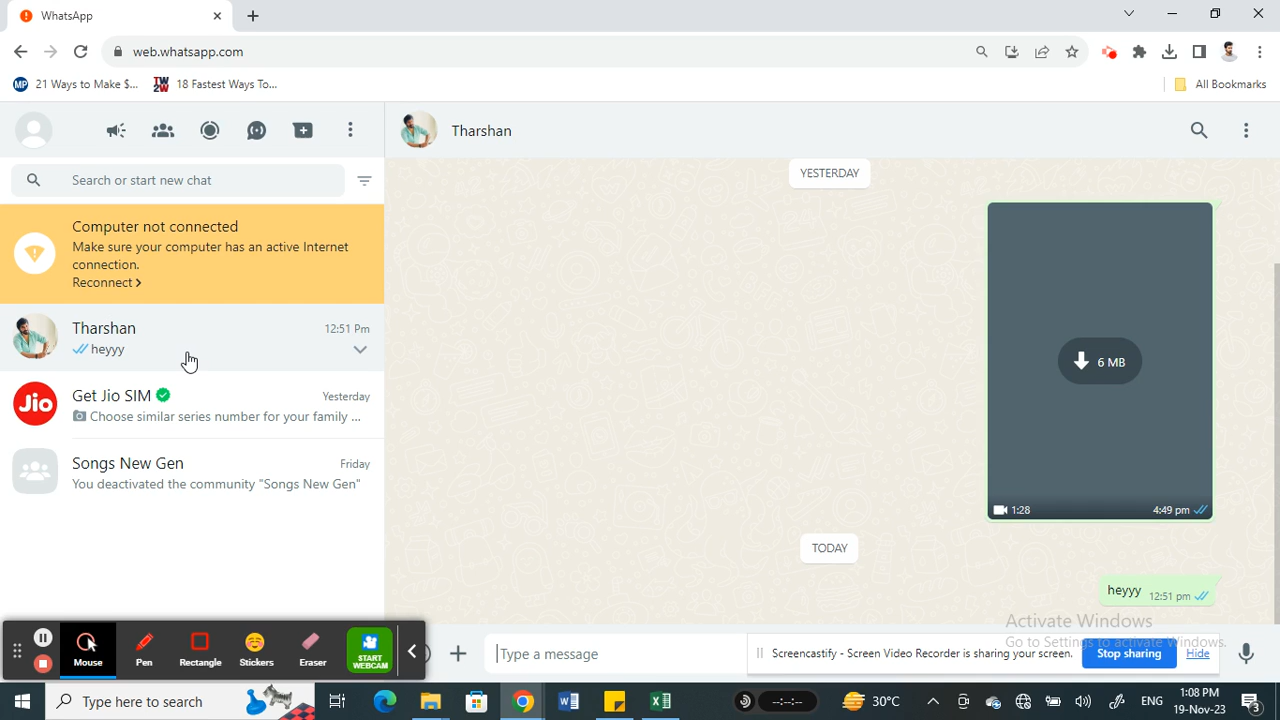 WhatsApp
web.whatsapp.com
MP 21 Ways to Make $...
TW 2W 18 Fastest Ways To...
All Bookmarks
Search or start new chat
Computer not connected
Make sure your computer has an active Internet
connection.
Reconnect >
Tharshan 12:51 Pm
heyyy
Jio
Get Jio SIM Yesterday
Choose similar series number for your family ...
Songs New Gen Friday
You deactivated the community "Songs New Gen"
Tharshan
YESTERDAY
6 MB
1:28 4:49 pm
TODAY
heyyy 12:51 pm
Activate Windows
Go to Settings to activate Windows.
Type a message
Screencastify - Screen Video Recorder is sharing your screen. Stop sharing Hide
Mouse Pen Rectangle Stickers Eraser START
WEBCAM
Type here to search
--:--:--
30°C
ENG
1:08 PM
19-Nov-23
3